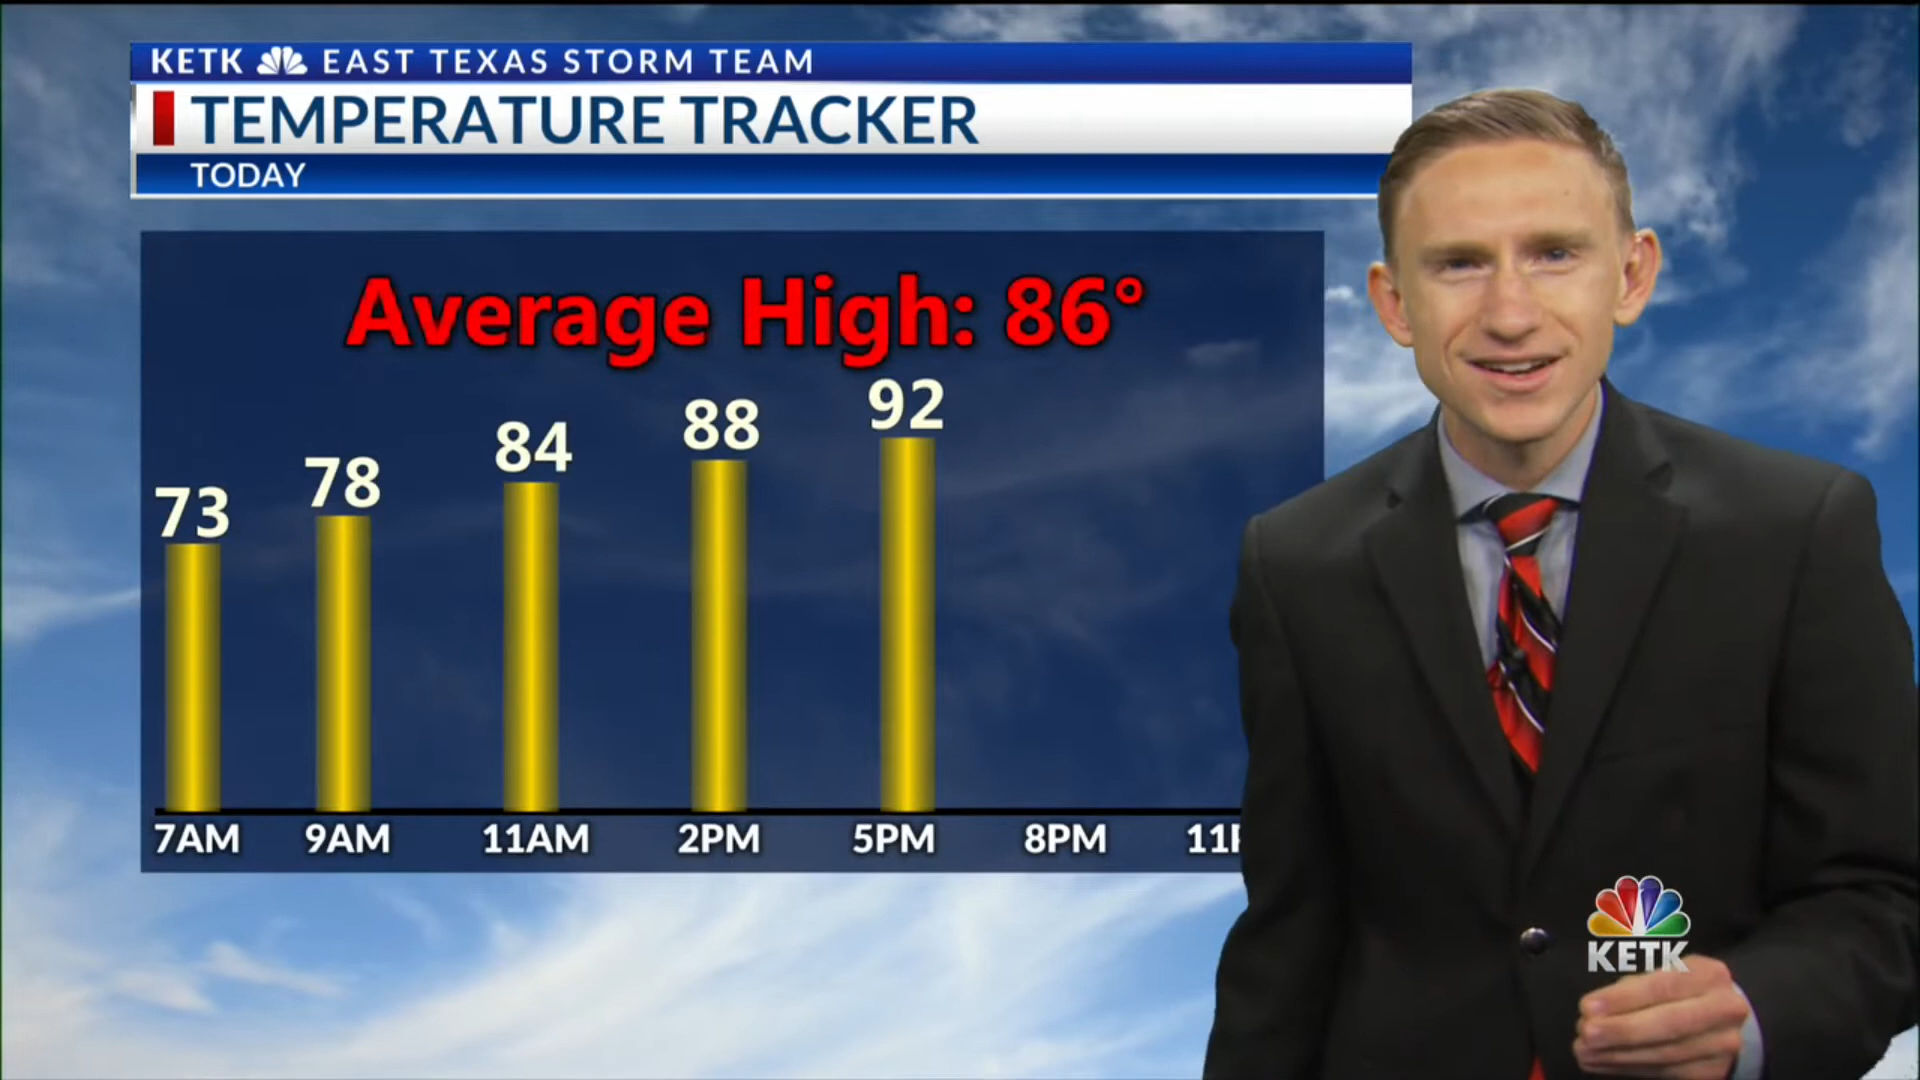 KETK EAST TEXAS STORM TEAM
TEMPERATURE TRACKER
TODAY
Average High: 86°
73 78 84 88 92
7AM 9AM 11AM 2PM 5PM 8PM 11
KETK